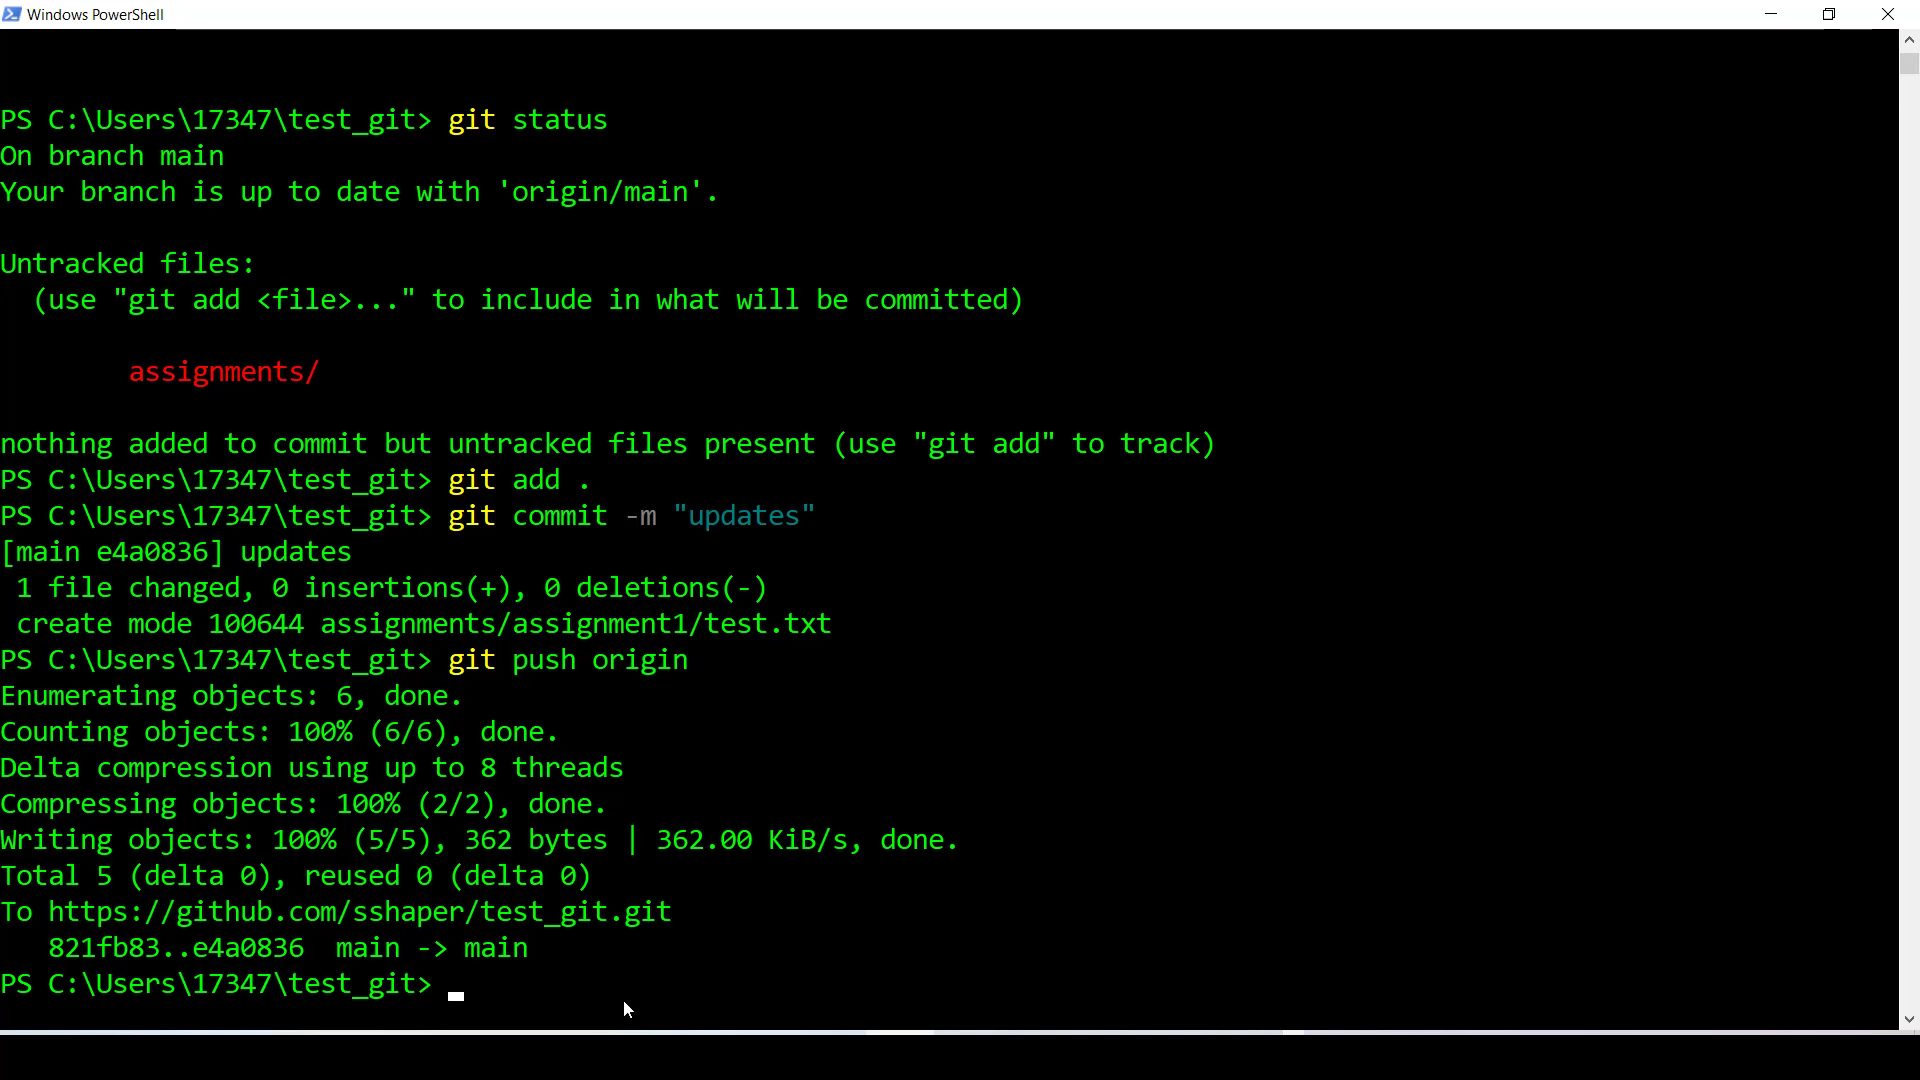 Windows PowerShell
PS C:\Users\17347\test_git> git status
On branch main
Your branch is up to date with 'origin/main'.
Untracked files:
  (use "git add <file>..." to include in what will be committed)
        assignments/
nothing added to commit but untracked files present (use "git add" to track)
PS C:\Users\17347\test_git> git add .
PS C:\Users\17347\test_git> git commit -m "updates"
[main e4a0836] updates
 1 file changed, 0 insertions(+), 0 deletions(-)
 create mode 100644 assignments/assignment1/test.txt
PS C:\Users\17347\test_git> git push origin
Enumerating objects: 6, done.
Counting objects: 100% (6/6), done.
Delta compression using up to 8 threads
Compressing objects: 100% (2/2), done.
Writing objects: 100% (5/5), 362 bytes | 362.00 KiB/s, done.
Total 5 (delta 0), reused 0 (delta 0)
To https://github.com/sshaper/test_git.git
   821fb83..e4a0836  main -> main
PS C:\Users\17347\test_git>